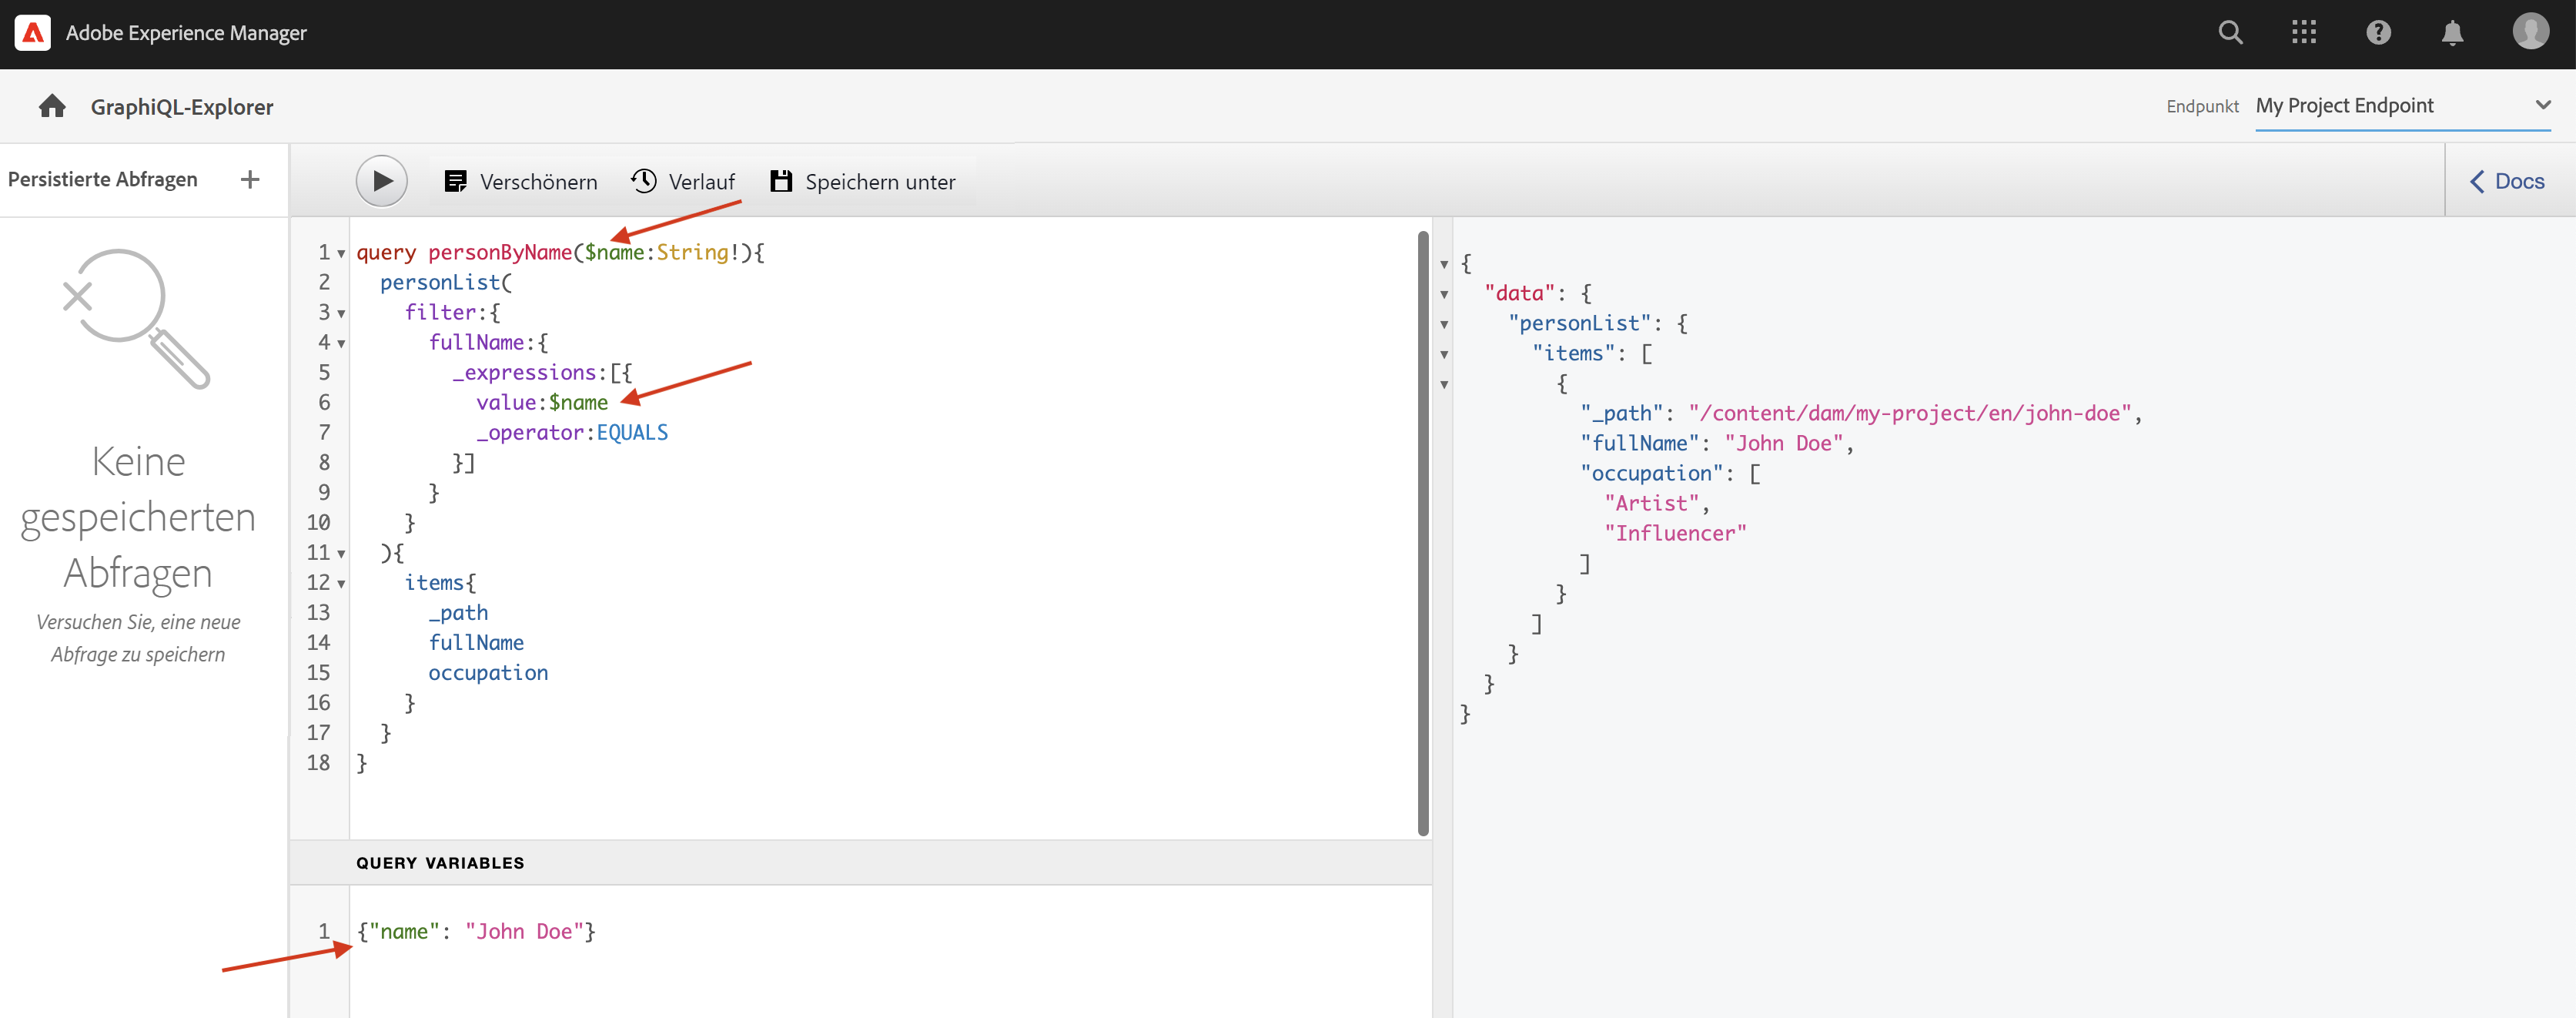 Adobe Experience Manager
GraphiQL-Explorer
Endpunkt My Project Endpoint
Persistierte Abfragen +
Verschönern Verlauf Speichern unter
Docs
Keine
gespeicherten
Abfragen
Versuchen Sie, eine neue
Abfrage zu speichern
1 query personByName($name:String!){
2 personList(
3 filter:{
4 fullName:{
5 _expressions:[{
6 value:$name
7 _operator:EQUALS
8 }]
9 }
10 }
11 ){
12 items{
13 _path
14 fullName
15 occupation
16 }
17 }
18 }
QUERY VARIABLES
1 {"name": "John Doe"}
{
"data": {
"personList": {
"items": [
{
"_path": "/content/dam/my-project/en/john-doe",
"fullName": "John Doe",
"occupation": [
"Artist",
"Influencer"
]
}
]
}
}
}